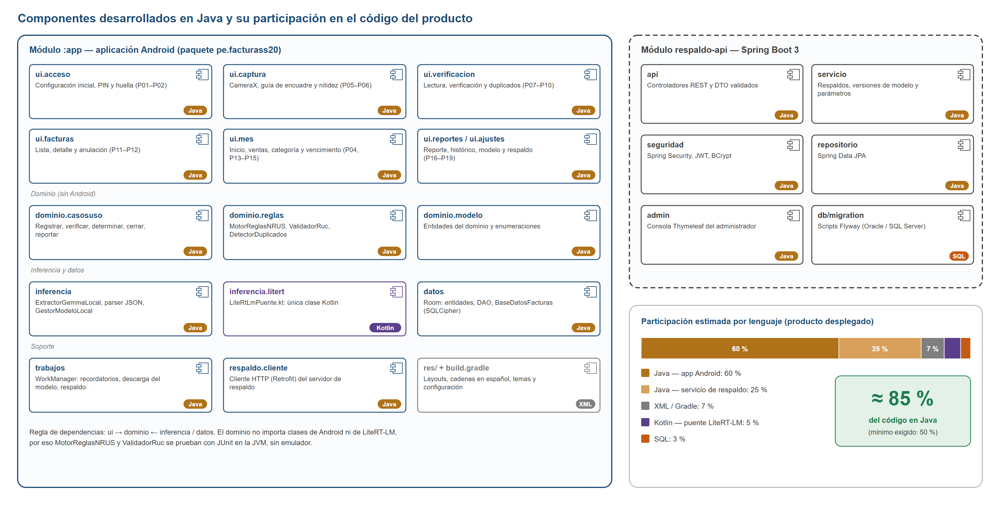 Componentes desarrollados en Java y su participación en el código del producto
Módulo :app — aplicación Android (paquete pe.facturass20)
ui.acceso
Configuración inicial, PIN y huella (P01–P02)
Java
ui.captura
CameraX, guía de encuadre y nitidez (P05–P06)
Java
ui.verificacion
Lectura, verificación y duplicados (P07–P10)
Java
ui.facturas
Lista, detalle y anulación (P11–P12)
Java
ui.mes
Inicio, ventas, categoría y vencimiento (P04,
P13–P15)
Java
ui.reportes / ui.ajustes
Reporte, histórico, modelo y respaldo
(P16–P19)
Java
Dominio (sin Android)
dominio.casosuso
Registrar, verificar, determinar, cerrar,
reportar
Java
dominio.reglas
MotorReglasNRUS, ValidadorRuc,
DetectorDuplicados
Java
dominio.modelo
Entidades del dominio y enumeraciones
Java
Inferencia y datos
inferencia
ExtractorGemmaLocal, parser JSON,
GestorModeloLocal
Java
inferencia.litert
LiteRtLmPuente.kt: única clase Kotlin
Kotlin
datos
Room: entidades, DAO, BaseDatosFacturas
(SQLCipher)
Java
Soporte
trabajos
WorkManager: recordatorios, descarga del
modelo, respaldo
Java
respaldo.cliente
Cliente HTTP (Retrofit) del servidor de
respaldo
Java
res/ + build.gradle
Layouts, cadenas en español, temas y
configuración
XML
Regla de dependencias: ui → dominio ← inferencia / datos. El dominio no importa clases de Android ni de LiteRT-LM,
por eso MotorReglasNRUS y ValidadorRuc se prueban con JUnit en la JVM, sin emulador.
Módulo respaldo-api — Spring Boot 3
api
Controladores REST y DTO validados
Java
servicio
Respaldos, versiones de modelo y
parámetros
Java
seguridad
Spring Security, JWT, BCrypt
Java
repositorio
Spring Data JPA
Java
admin
Consola Thymeleaf del administrador
Java
db/migration
Scripts Flyway (Oracle / SQL Server)
SQL
Participación estimada por lenguaje (producto desplegado)
60 %
25 %
7 %
Java — app Android: 60 %
Java — servicio de respaldo: 25 %
XML / Gradle: 7 %
Kotlin — puente LiteRT-LM: 5 %
SQL: 3 %
≈ 85 %
del código en Java
(mínimo exigido: 50 %)